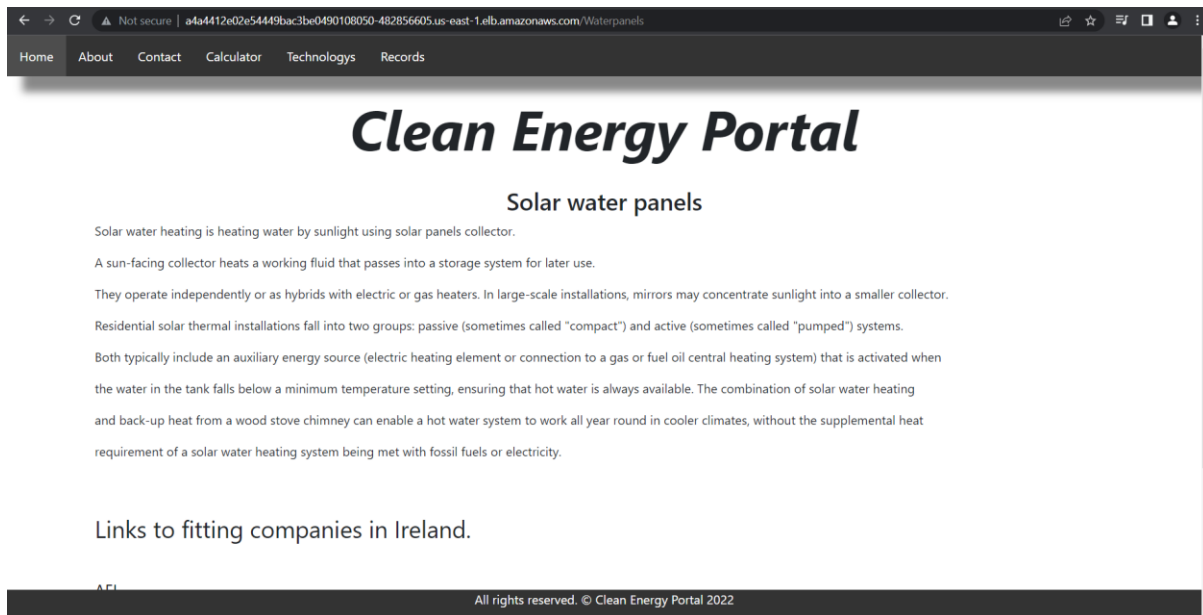 Not secure | a4a4412e02e54449bac3be0490108050-482856605.us-east-1.elb.amazonaws.com/Waterpanels
Home About Contact Calculator Technologys Records
Clean Energy Portal
Solar water panels
Solar water heating is heating water by sunlight using solar panels collector.
A sun-facing collector heats a working fluid that passes into a storage system for later use.
They operate independently or as hybrids with electric or gas heaters. In large-scale installations, mirrors may concentrate sunlight into a smaller collector.
Residential solar thermal installations fall into two groups: passive (sometimes called "compact") and active (sometimes called "pumped") systems.
Both typically include an auxiliary energy source (electric heating element or connection to a gas or fuel oil central heating system) that is activated when
the water in the tank falls below a minimum temperature setting, ensuring that hot water is always available. The combination of solar water heating
and back-up heat from a wood stove chimney can enable a hot water system to work all year round in cooler climates, without the supplemental heat
requirement of a solar water heating system being met with fossil fuels or electricity.
Links to fitting companies in Ireland.
All rights reserved. © Clean Energy Portal 2022